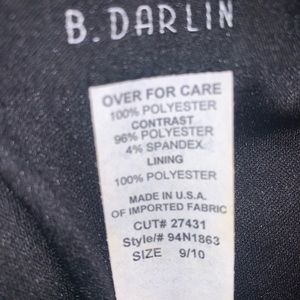 B. DARLIN
OVER FOR CARE
100% POLYESTER
CONTRAST
96% POLYESTER
4% SPANDEX
LINING
100% POLYESTER
MADE IN U.S.A.
OF IMPORTED FABRIC
CUT# 27431
Style/# 94N1863
SIZE 9/10